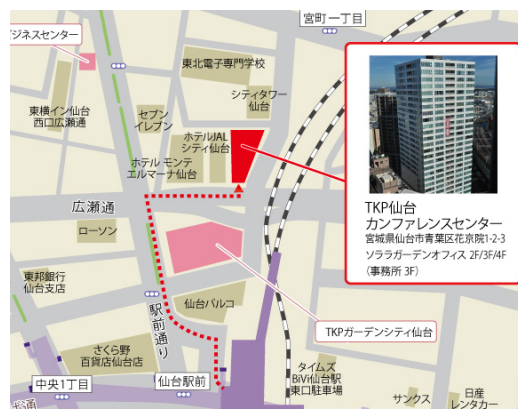 宮町一丁目
ビジネスセンター
東北電子専門学校
シティタワー
仙台
東横イン仙台
西口広瀬通
セブン
イレブン
ホテルJAL
シティ仙台
ホテル モンテ
エルマーナ仙台
TKP仙台
カンファレンスセンター
宮城県仙台市青葉区花京院1-2-3
ソララガーデンオフィス 2F/3F/4F
(事務所 3F)
広瀬通
ローソン
東邦銀行
仙台支店
仙台パルコ
駅前通り
TKPガーデンシティ仙台
さくら野
百貨店仙台店
中央1丁目
仙台駅前
タイムズ
BiVi仙台駅
東口駐車場
サンクス
日産
レンタカー